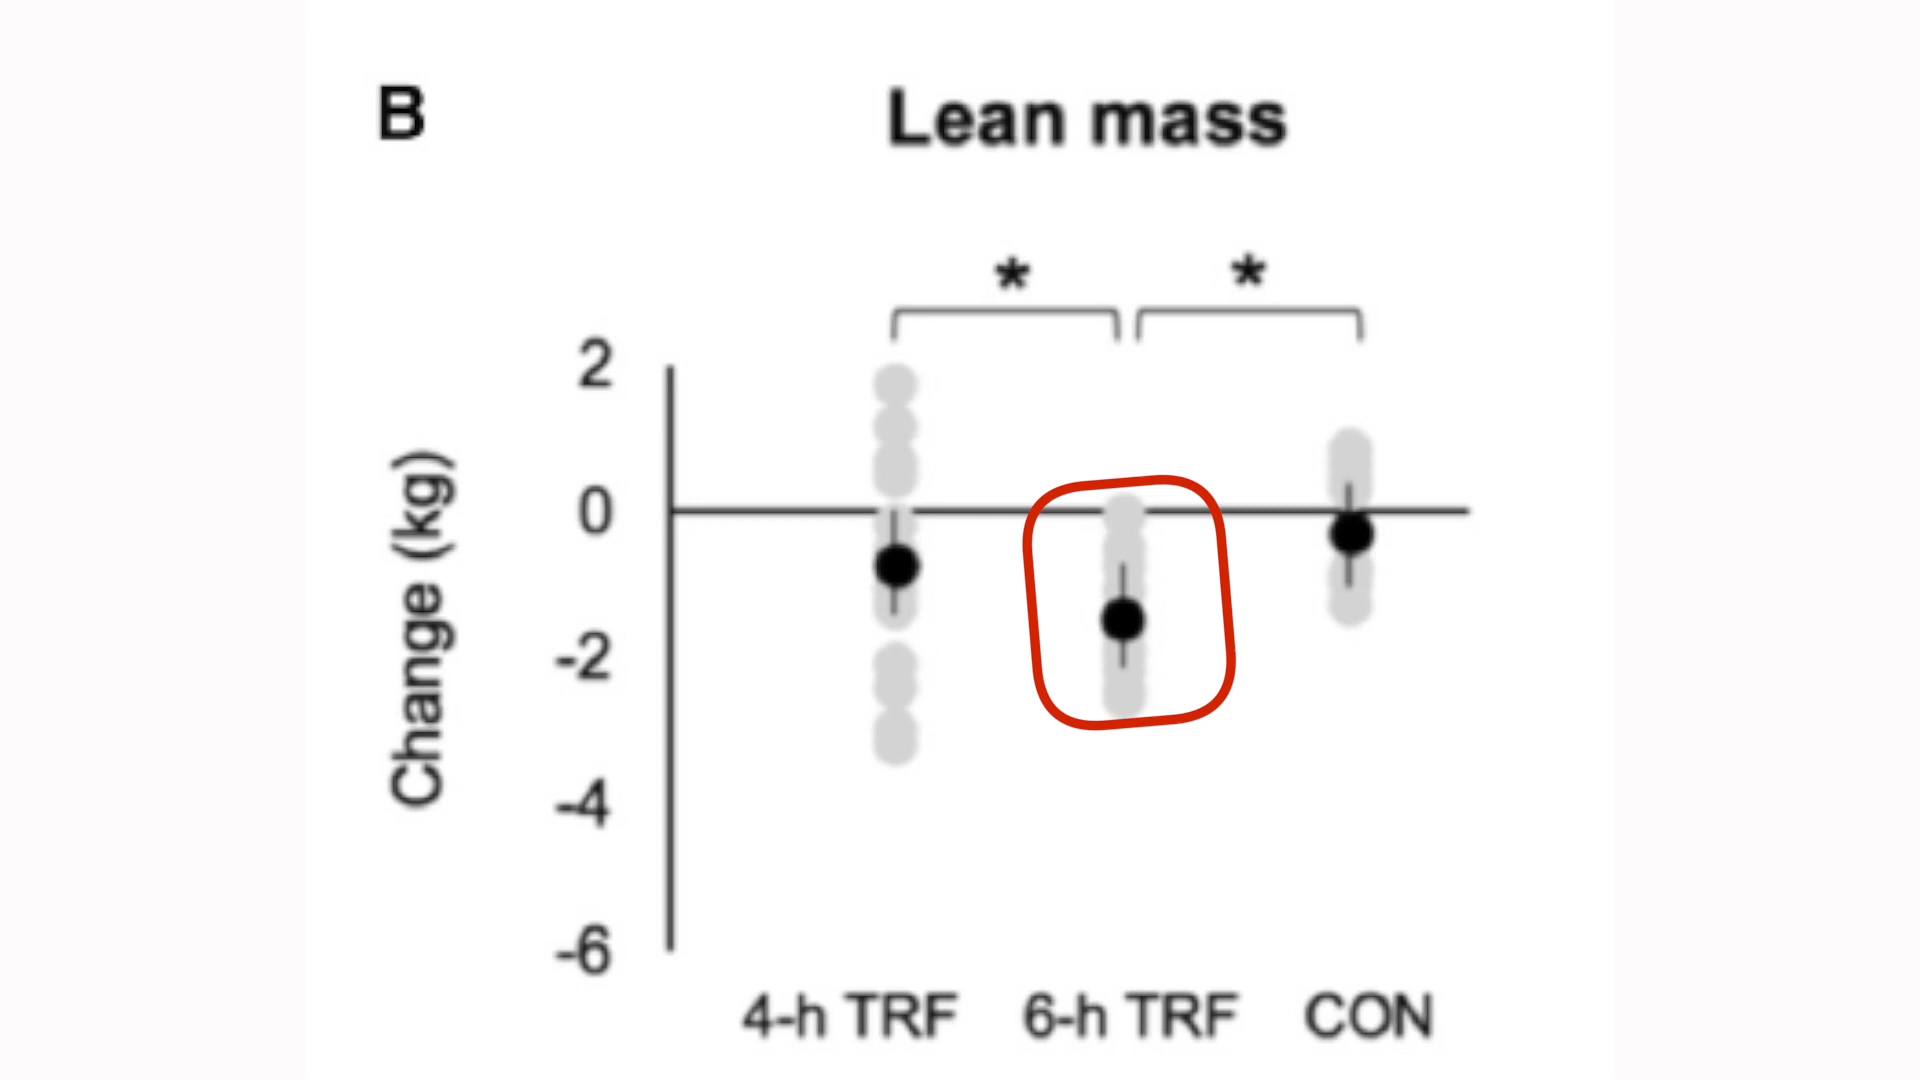 B
Lean mass
* *
2
0
-2
-4
-6
Change (kg)
4-h TRF 6-h TRF CON